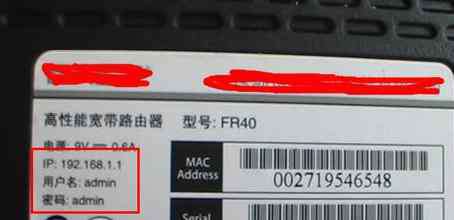 高性能宽带路由器 型号: FR40
电源: 9V 0.6A
IP: 192.168.1.1
用户名: admin
密码: admin
MAC
Address
002719546548
Serial